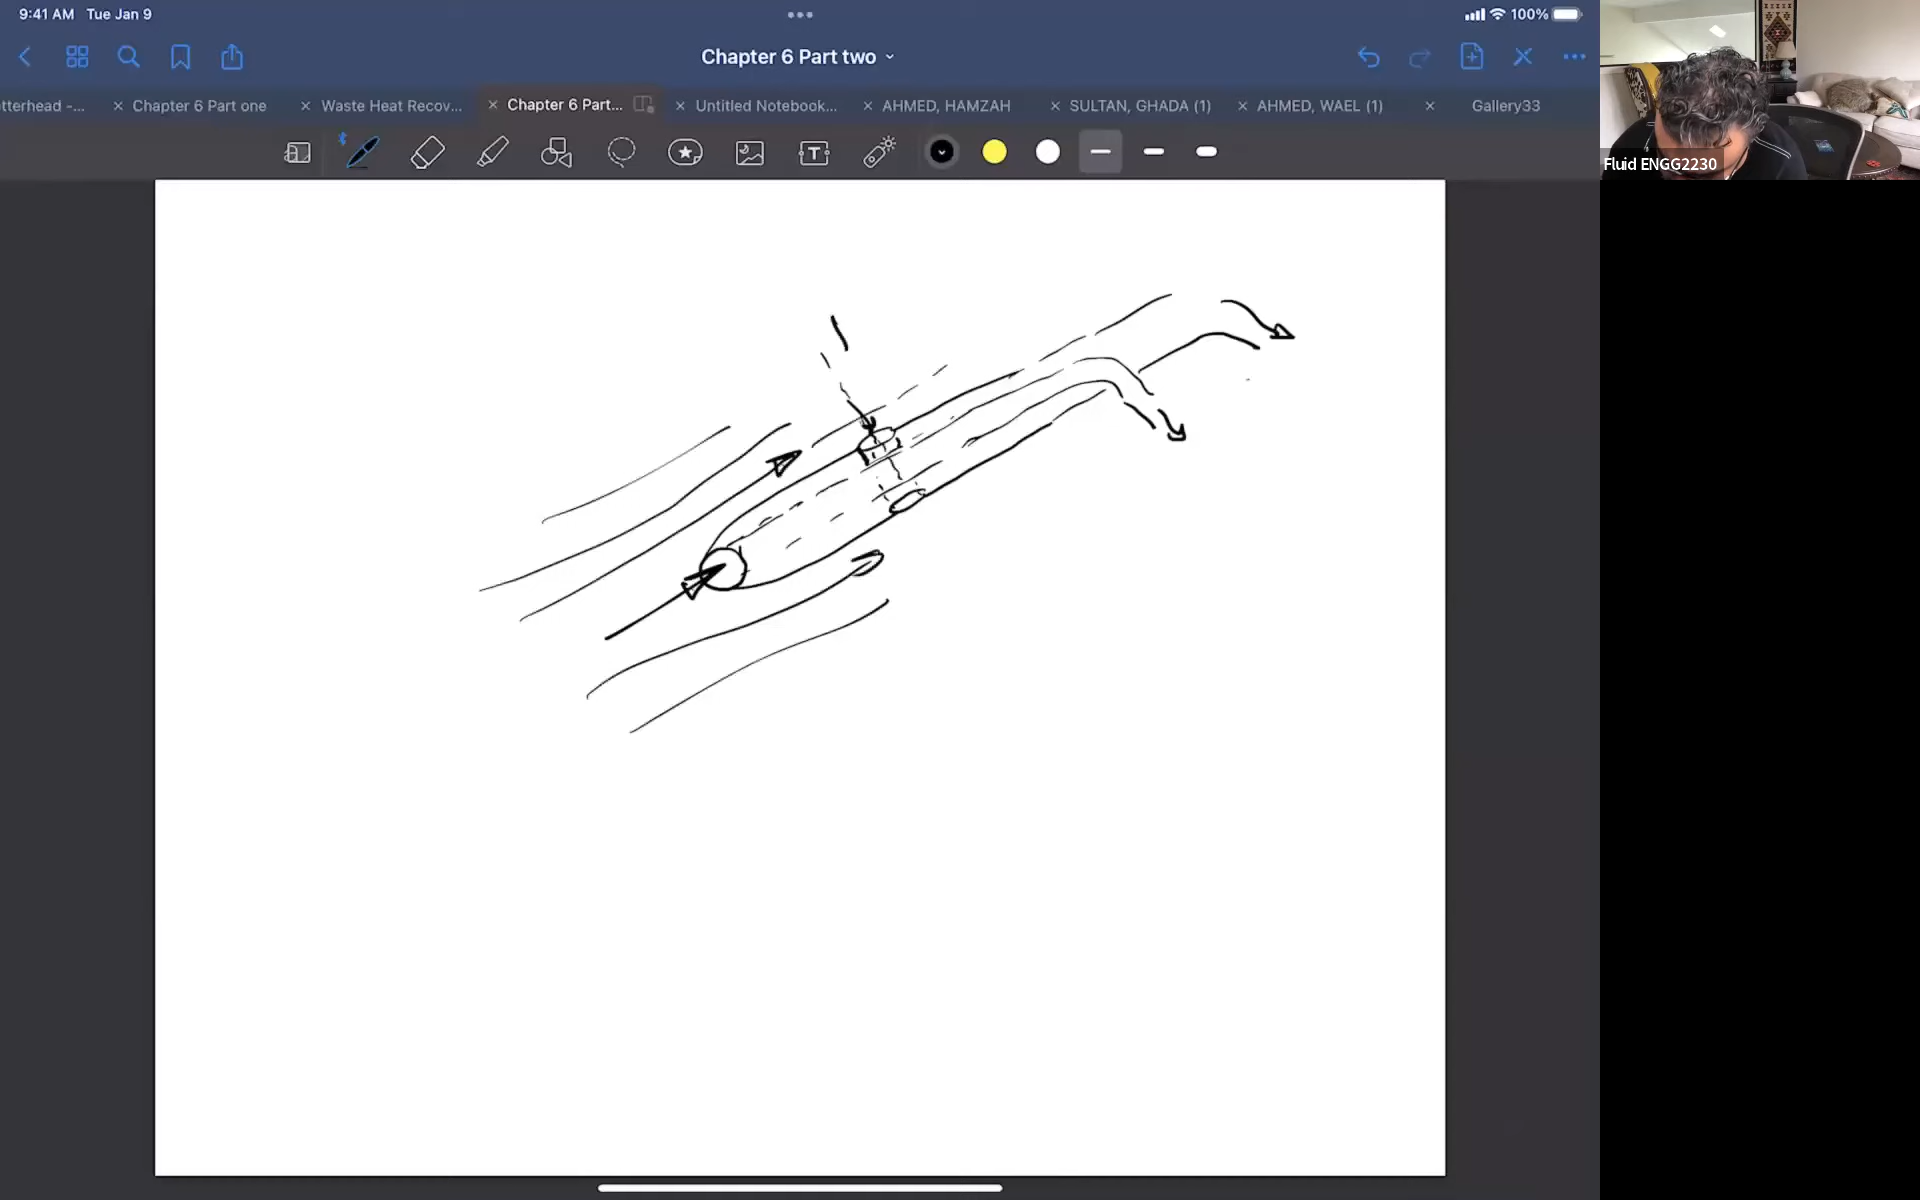 9:41 AM Tue Jan 9
100%
Chapter 6 Part two
tterhead -...
Chapter 6 Part one
Waste Heat Recov...
Chapter 6 Part...
Untitled Notebook...
AHMED, HAMZAH
SULTAN, GHADA (1)
AHMED, WAEL (1)
Gallery33
T
Fluid ENGG2230